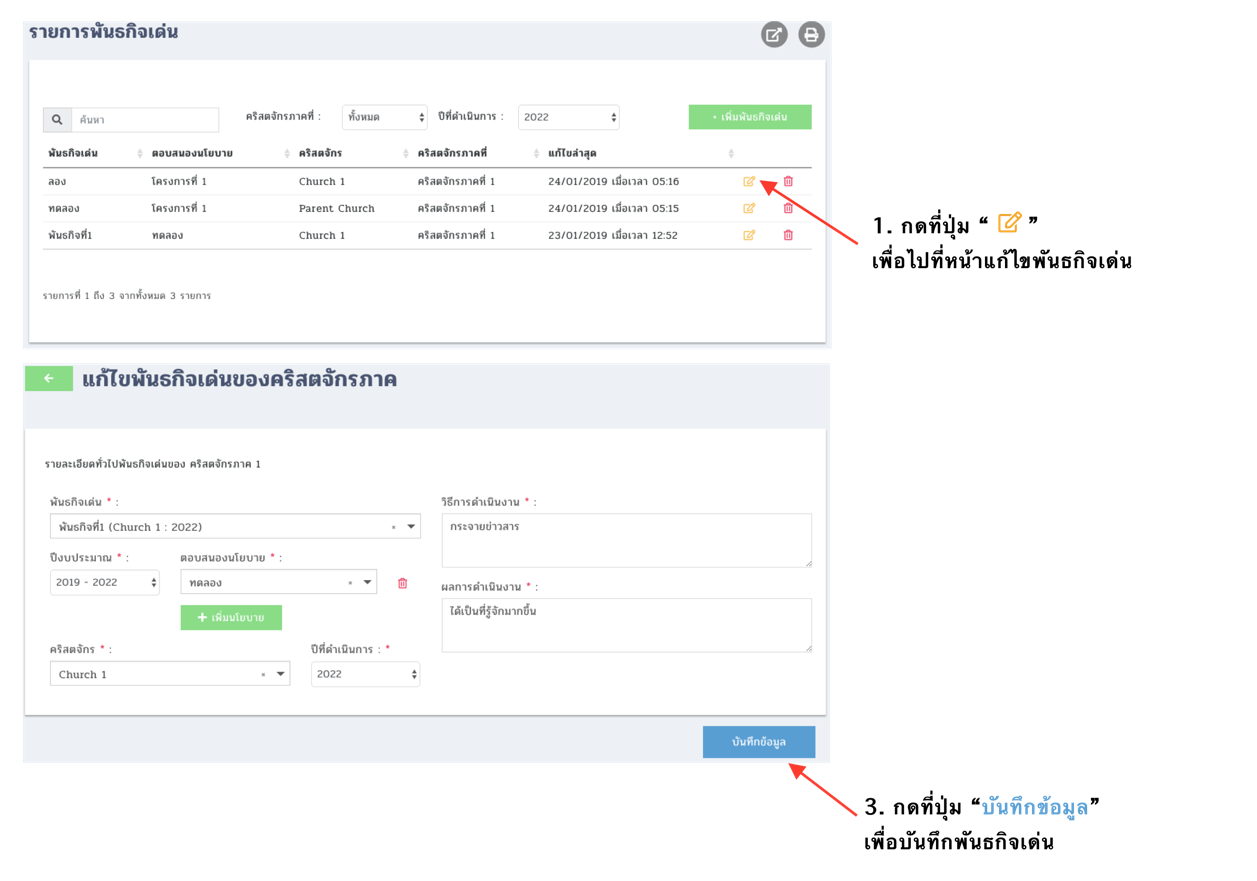 รายการพันธกิจเด่น
ค้นหา
คริสตจักรภาคที่ : ทั้งหมด ปีที่ดำเนินการ : 2022 + เพิ่มพันธกิจเด่น
พันธกิจเด่น ตอบสนองนโยบาย คริสตจักร คริสตจักรภาคที่ แก้ไขล่าสุด
ลอง โครงการที่ 1 Church 1 คริสตจักรภาคที่ 1 24/01/2019 เมื่อเวลา 05:16
ทดลอง โครงการที่ 1 Parent Church คริสตจักรภาคที่ 1 24/01/2019 เมื่อเวลา 05:15
พันธกิจที่1 ทดลอง Church 1 คริสตจักรภาคที่ 1 23/01/2019 เมื่อเวลา 12:52
รายการที่ 1 ถึง 3 จากทั้งหมด 3 รายการ
1. กดที่ปุ่ม “ ”
เพื่อไปที่หน้าแก้ไขพันธกิจเด่น
แก้ไขพันธกิจเด่นของคริสตจักรภาค
รายละเอียดทั่วไปพันธกิจเด่นของ คริสตจักรภาค 1
พันธกิจเด่น * :
พันธกิจที่1 (Church 1 : 2022) ×
ปีงบประมาณ * : ตอบสนองนโยบาย * :
2019 - 2022 ทดลอง ×
+ เพิ่มนโยบาย
คริสตจักร * : ปีที่ดำเนินการ : *
Church 1 × 2022
วิธีการดำเนินงาน * :
กระจายข่าวสาร
ผลการดำเนินงาน * :
ได้เป็นที่รู้จักมากขึ้น
บันทึกข้อมูล
3. กดที่ปุ่ม “บันทึกข้อมูล”
เพื่อบันทึกพันธกิจเด่น